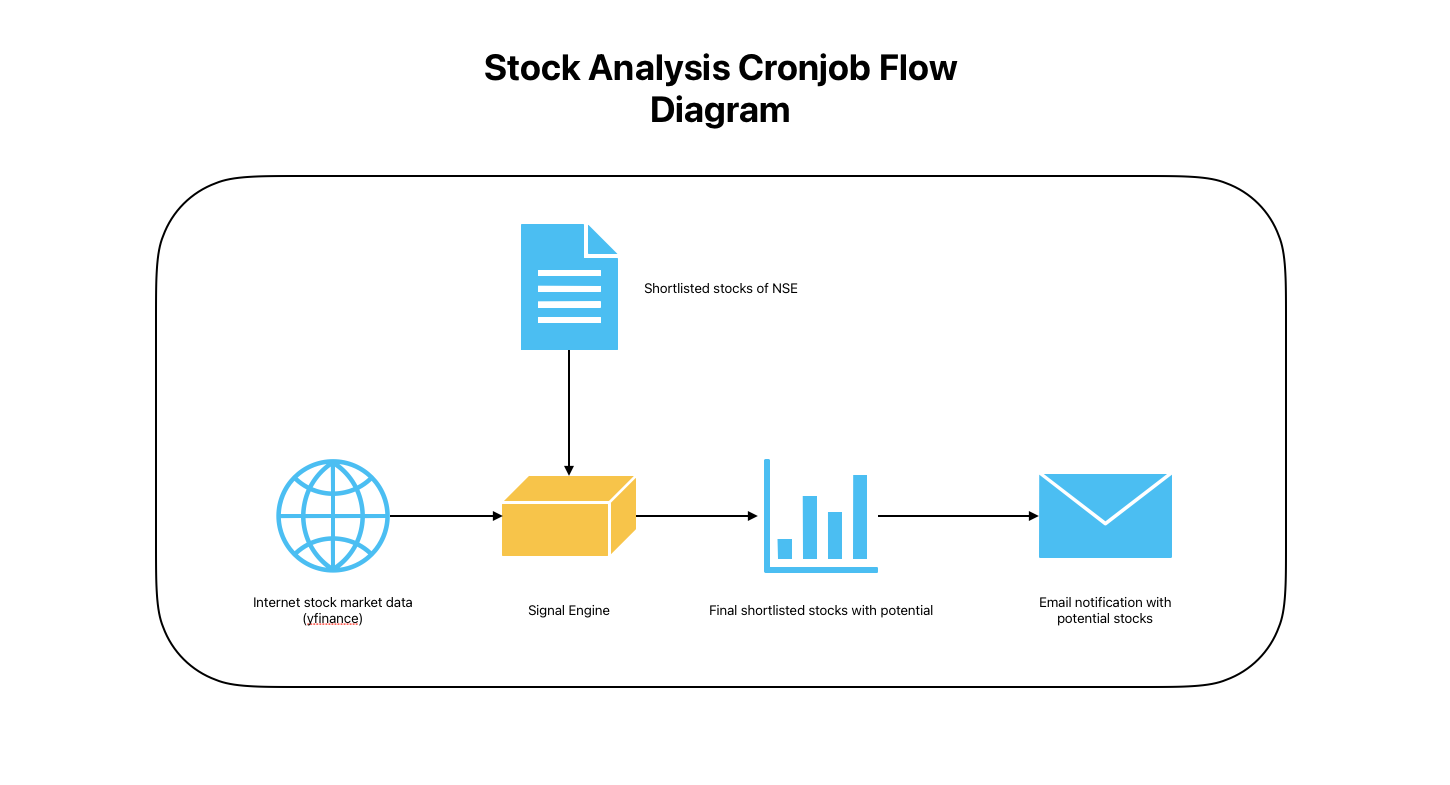 Stock Analysis Cronjob Flow
Diagram
Shortlisted stocks of NSE
Internet stock market data
(yfinance)
Signal Engine
Final shortlisted stocks with potential
Email notification with
potential stocks